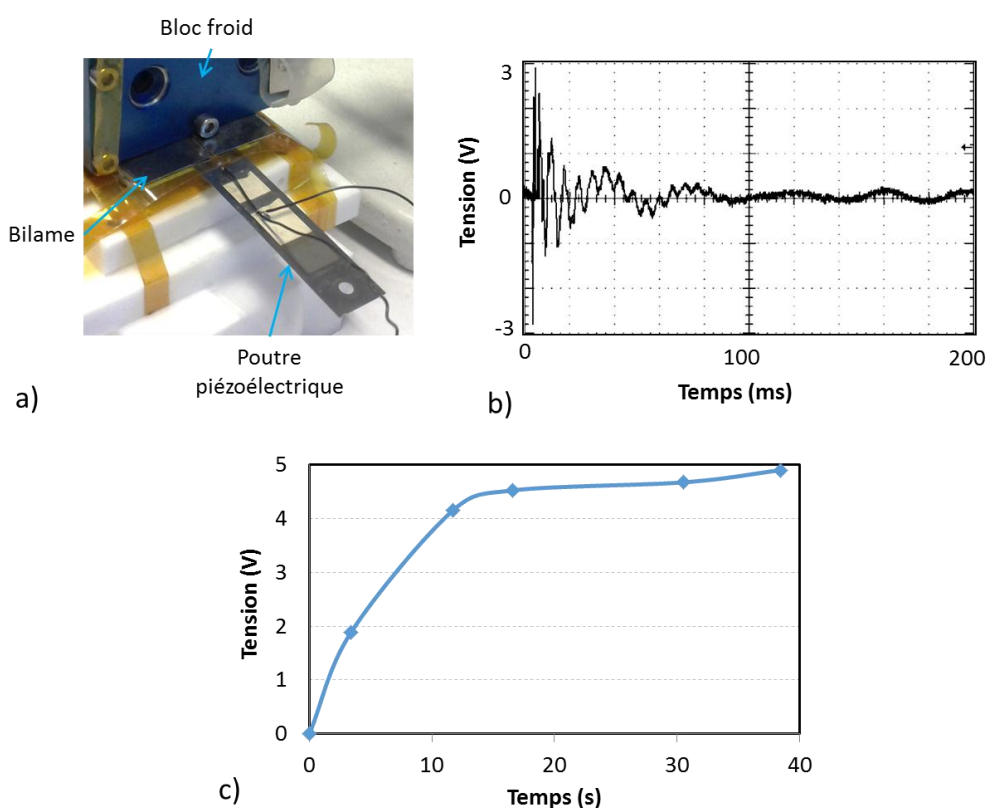 Bloc froid
Bilame
Poutre
piézoélectrique
a)
3
0
-3
Tension (V)
0
100
200
Temps (ms)
b)
5
4
3
2
1
0
Tension (V)
0
10
20
30
40
Temps (s)
c)